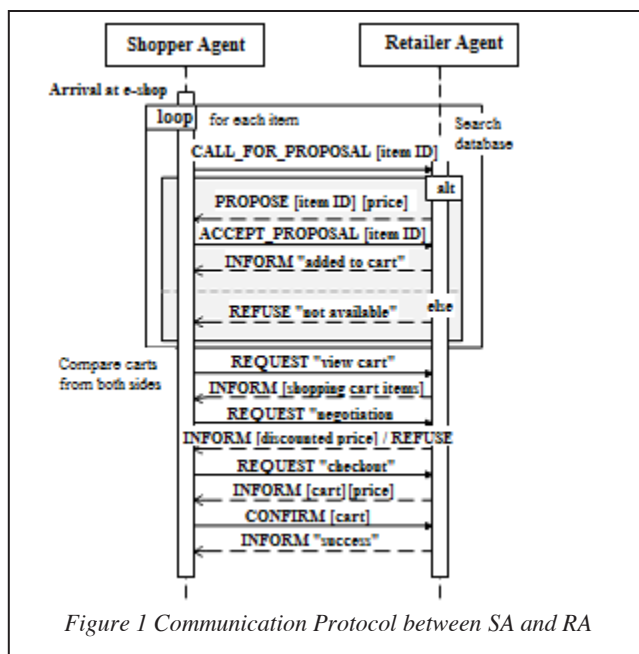 Shopper Agent
Retailer Agent
Arrival at e-shop
loop
for each item
Search
database
CALL_FOR_PROPOSAL [item ID]
alt
PROPOSE [item ID] [price]
ACCEPT_PROPOSAL [item ID]
INFORM "added to cart"
REFUSE "not available"
else
Compare carts
from both sides
REQUEST "view cart"
INFORM [shopping cart items]
REQUEST "negotiation
INFORM [discounted price] / REFUSE
REQUEST "checkout"
INFORM [cart][price]
CONFIRM [cart]
INFORM "success"
Figure 1 Communication Protocol between SA and RA